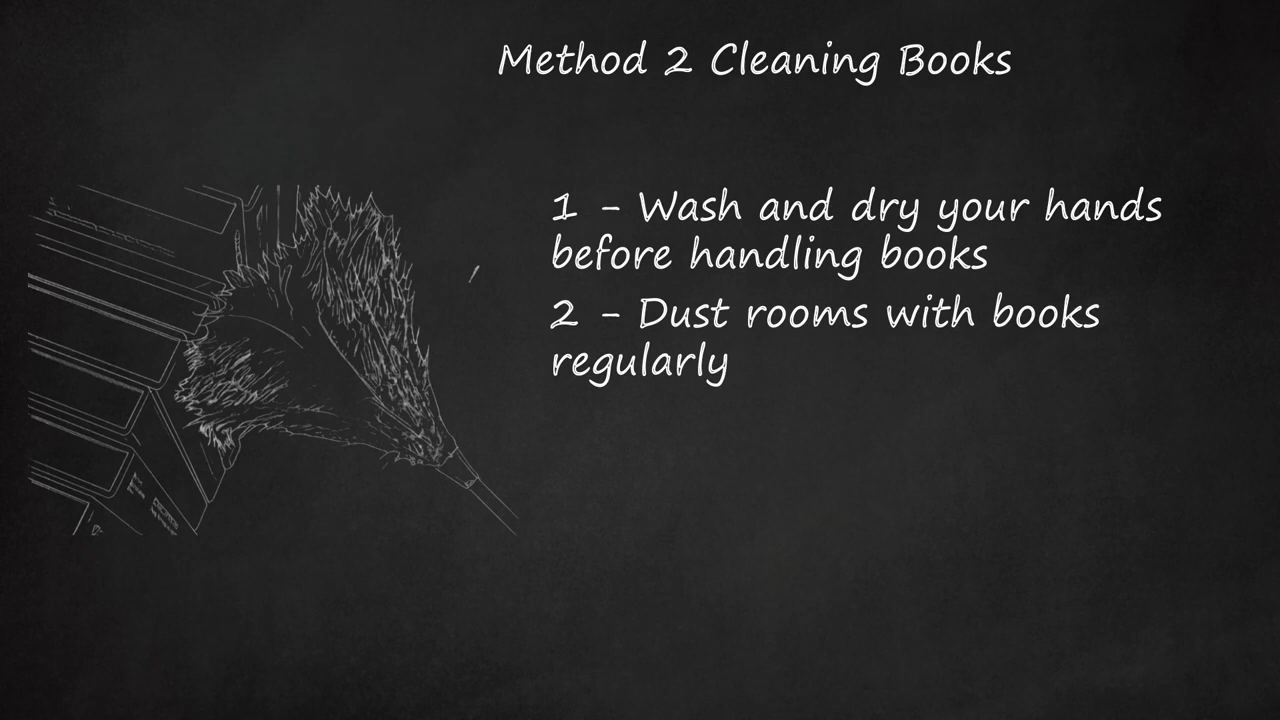 Method 2 Cleaning Books
1 - Wash and dry your hands
before handling books
2 - Dust rooms with books
regularly